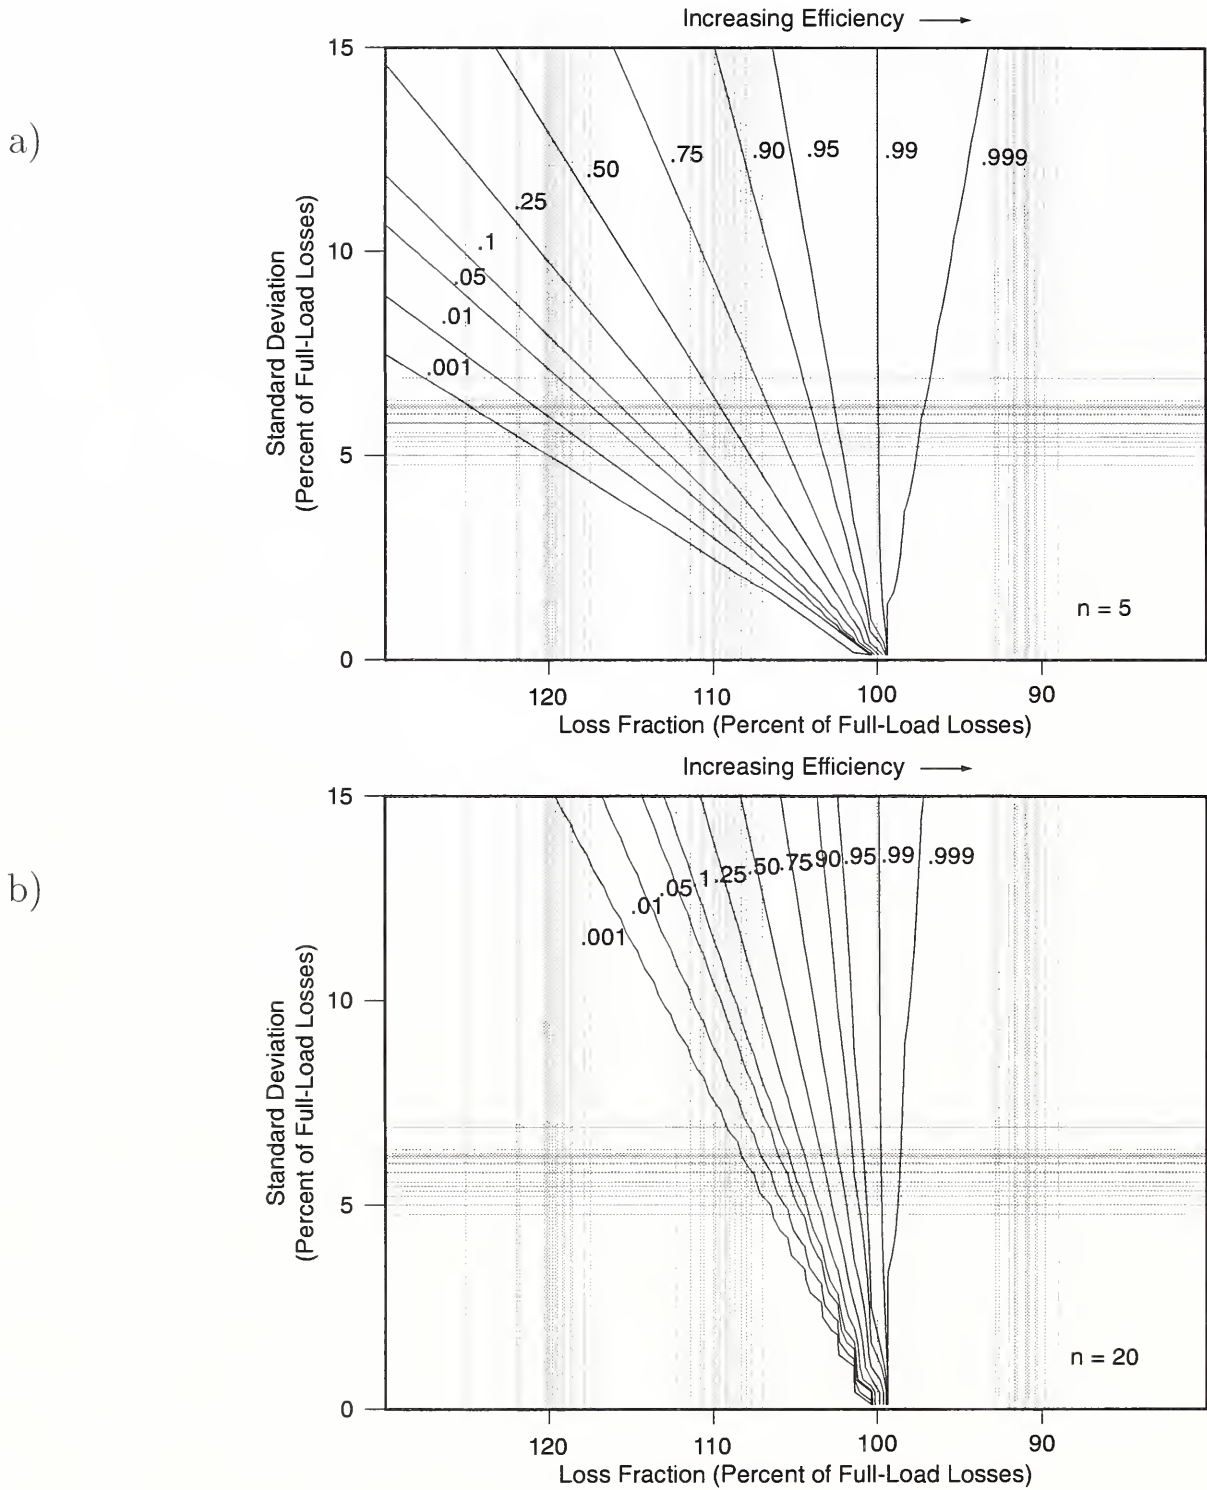 a)
Increasing Efficiency
15
10
5
0
Standard Deviation
(Percent of Full-Load Losses)
.001
.01
.05
.1
.25
.50
.75
.90
.95
.99
.999
n = 5
120 110 100 90
Loss Fraction (Percent of Full-Load Losses)
b)
Increasing Efficiency
15
10
5
0
Standard Deviation
(Percent of Full-Load Losses)
.001
.01
.05
.1
.25
.50
.75
.90
.95
.99
.999
n = 20
120 110 100 90
Loss Fraction (Percent of Full-Load Losses)